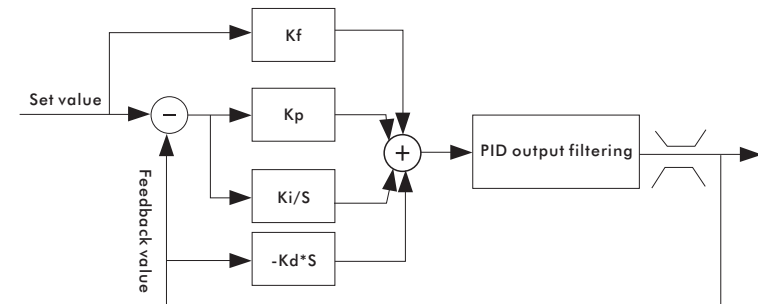 Kf
Set value
−
Kp
+
PID output filtering
Feedback value
Ki/S
-Kd*S